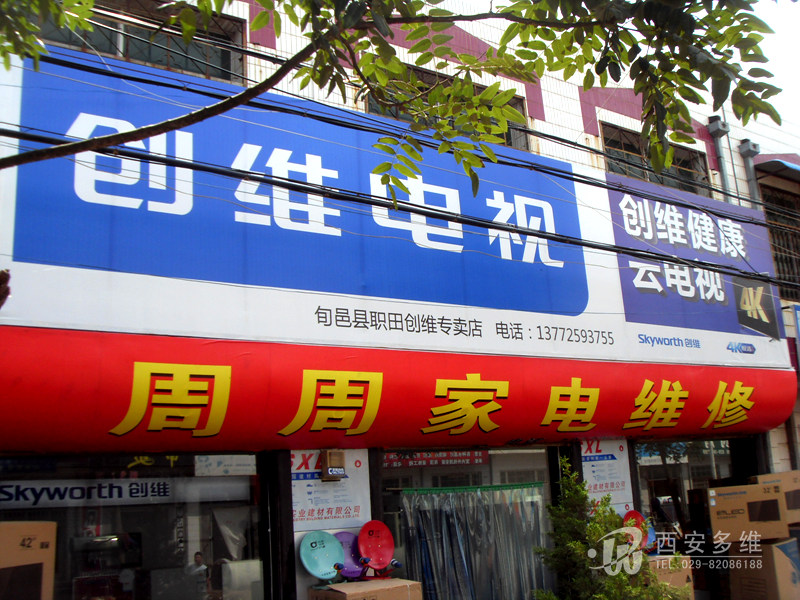 创维电视
创维健康
云电视
4K
旬邑县职田创维专卖店 电话：13772593755
Skyworth 创维
4K
周周家电维修
Skyworth 创维
42"
西安多维
TEL:029-82086188